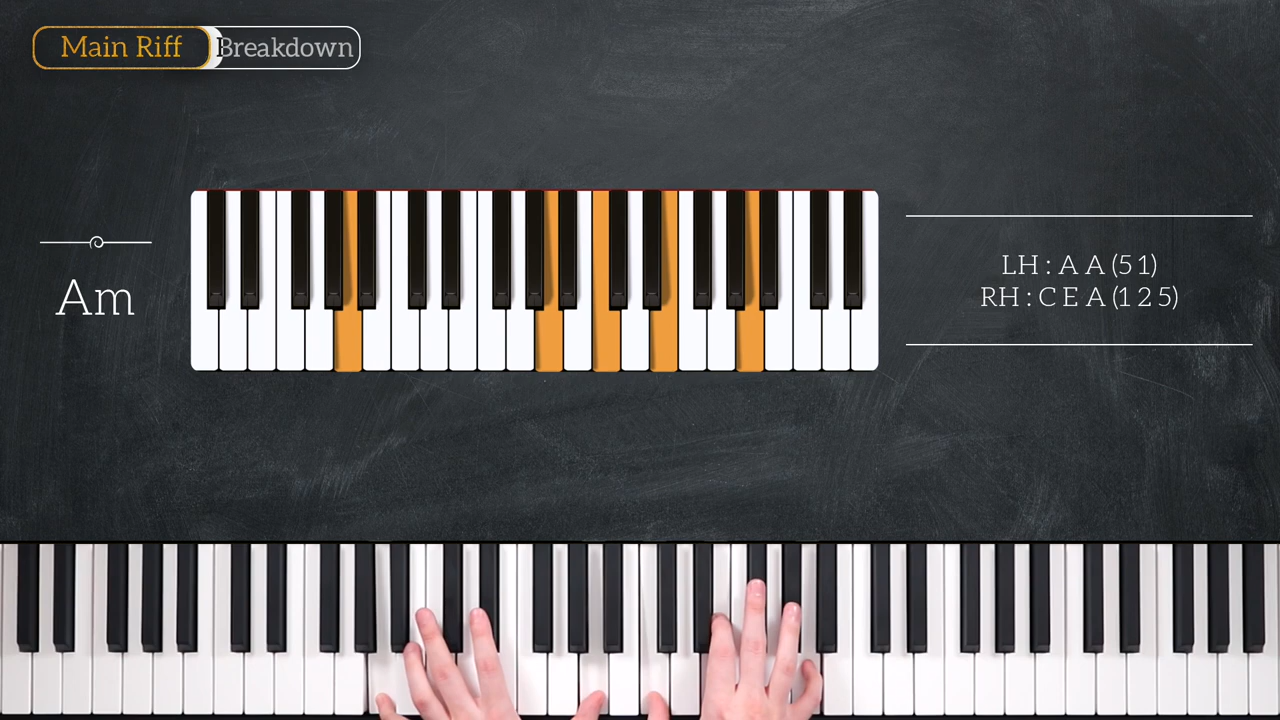 Main Riff Breakdown
Am
LH : A A (5 1)
RH : C E A (1 2 5)